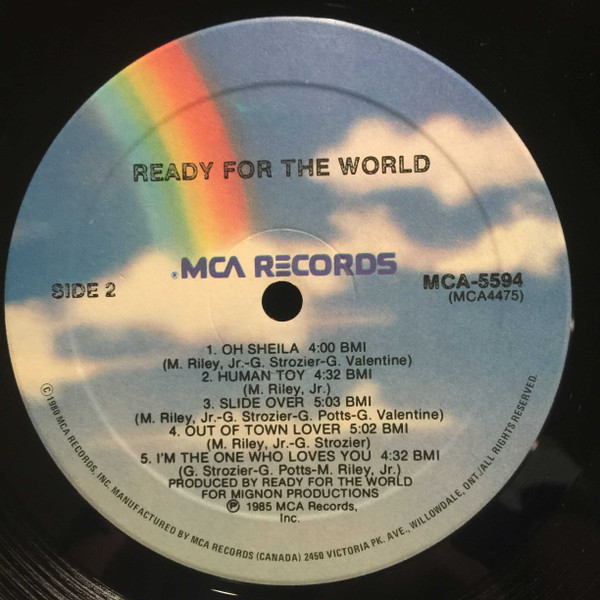 READY FOR THE WORLD
®MCA RECORDS
SIDE 2
MCA-5594
(MCA4475)
1. OH SHEILA 4:00 BMI
(M. Riley, Jr.-G. Strozier-G. Valentine)
2. HUMAN TOY 4:32 BMI
(M. Riley, Jr.)
3. SLIDE OVER 5:03 BMI
(M. Riley, Jr.-G. Strozier-G. Potts-G. Valentine)
4. OUT OF TOWN LOVER 5:02 BMI
(M. Riley, Jr.-G. Strozier)
5. I'M THE ONE WHO LOVES YOU 4:32 BMI
(G. Strozier-G. Potts-M. Riley, Jr.)
PRODUCED BY READY FOR THE WORLD
FOR MIGNON PRODUCTIONS
℗ 1985 MCA Records,
Inc.
©1980 MCA RECORDS, INC. MANUFACTURED BY MCA RECORDS (CANADA) 2450 VICTORIA PK. AVE., WILLOWDALE, ONT./ALL RIGHTS RESERVED.